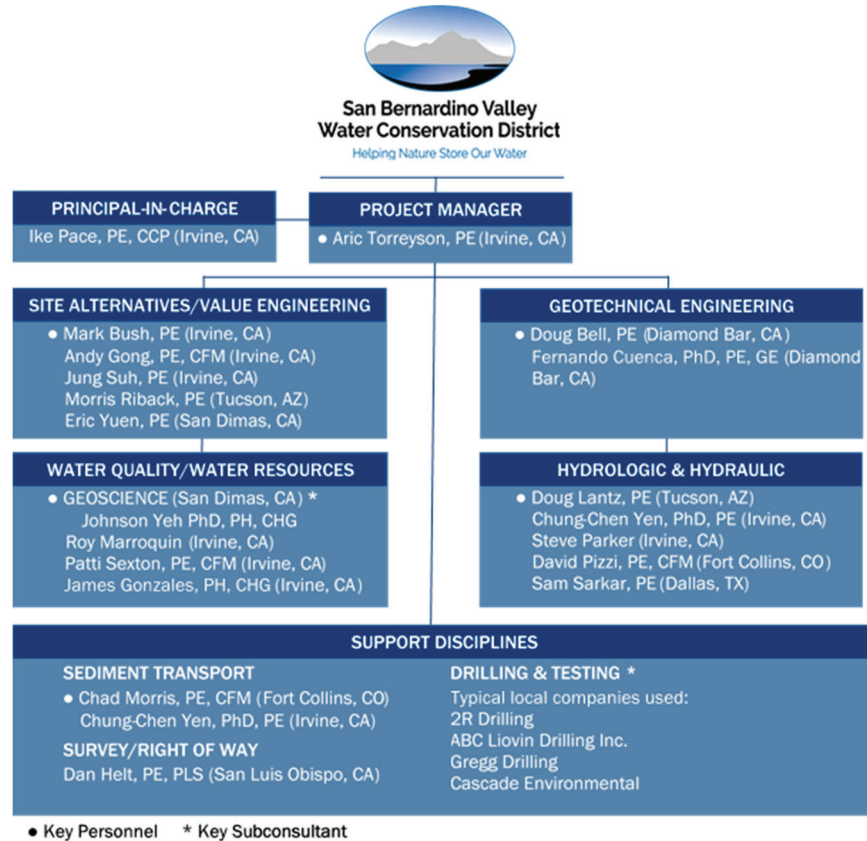 San Bernardino Valley
Water Conservation District
Helping Nature Store Our Water
PRINCIPAL-IN-CHARGE
Ike Pace, PE, CCP (Irvine, CA)
PROJECT MANAGER
● Aric Torreyson, PE (Irvine, CA)
SITE ALTERNATIVES/VALUE ENGINEERING
● Mark Bush, PE (Irvine, CA)
Andy Gong, PE, CFM (Irvine, CA)
Jung Suh, PE (Irvine, CA)
Morris Riback, PE (Tucson, AZ)
Eric Yuen, PE (San Dimas, CA)
GEOTECHNICAL ENGINEERING
● Doug Bell, PE (Diamond Bar, CA)
Fernando Cuenca, PhD, PE, GE (Diamond
Bar, CA)
WATER QUALITY/WATER RESOURCES
● GEOSCIENCE (San Dimas, CA) *
Johnson Yeh PhD, PH, CHG
Roy Marroquin (Irvine, CA)
Patti Sexton, PE, CFM (Irvine, CA)
James Gonzales, PH, CHG (Irvine, CA)
HYDROLOGIC & HYDRAULIC
● Doug Lantz, PE (Tucson, AZ)
Chung-Chen Yen, PhD, PE (Irvine, CA)
Steve Parker (Irvine, CA)
David Pizzi, PE, CFM (Fort Collins, CO)
Sam Sarkar, PE (Dallas, TX)
SUPPORT DISCIPLINES
SEDIMENT TRANSPORT
● Chad Morris, PE, CFM (Fort Collins, CO)
Chung-Chen Yen, PhD, PE (Irvine, CA)
SURVEY/RIGHT OF WAY
Dan Helt, PE, PLS (San Luis Obispo, CA)
DRILLING & TESTING *
Typical local companies used:
2R Drilling
ABC Liovin Drilling Inc.
Gregg Drilling
Cascade Environmental
● Key Personnel * Key Subconsultant